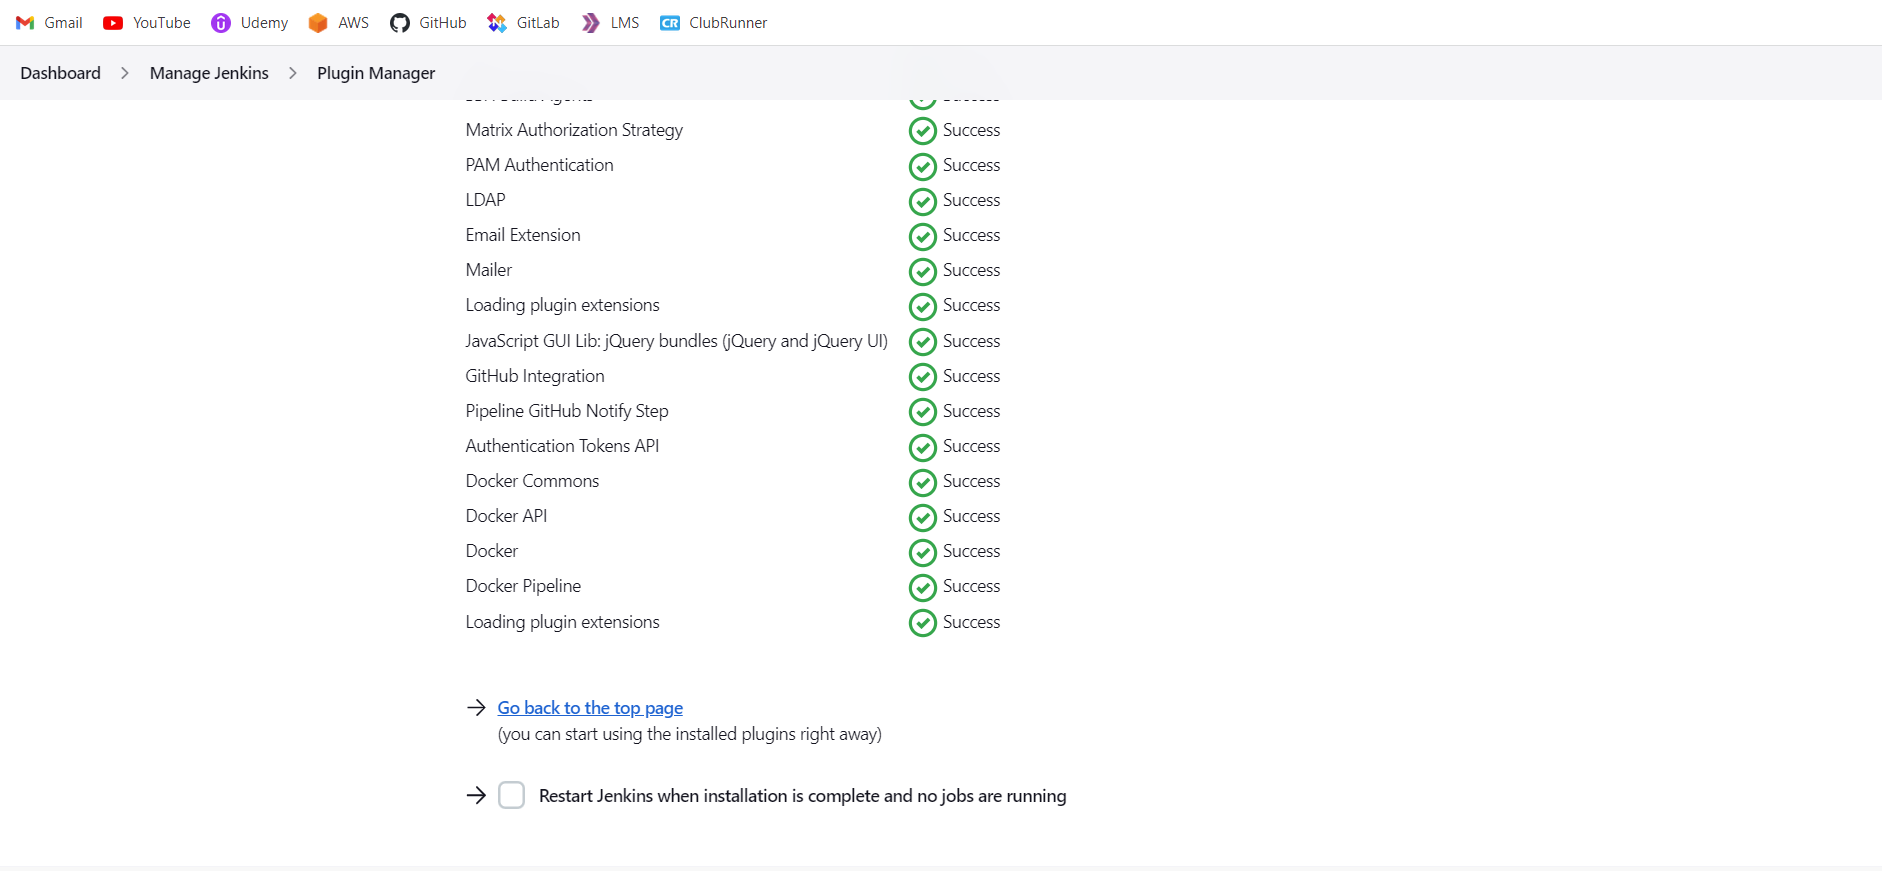 Gmail YouTube Udemy AWS GitHub GitLab LMS CR ClubRunner
Dashboard Manage Jenkins Plugin Manager
Matrix Authorization Strategy Success
PAM Authentication Success
LDAP Success
Email Extension Success
Mailer Success
Loading plugin extensions Success
JavaScript GUI Lib: jQuery bundles (jQuery and jQuery UI) Success
GitHub Integration Success
Pipeline GitHub Notify Step Success
Authentication Tokens API Success
Docker Commons Success
Docker API Success
Docker Success
Docker Pipeline Success
Loading plugin extensions Success
Go back to the top page
(you can start using the installed plugins right away)
Restart Jenkins when installation is complete and no jobs are running